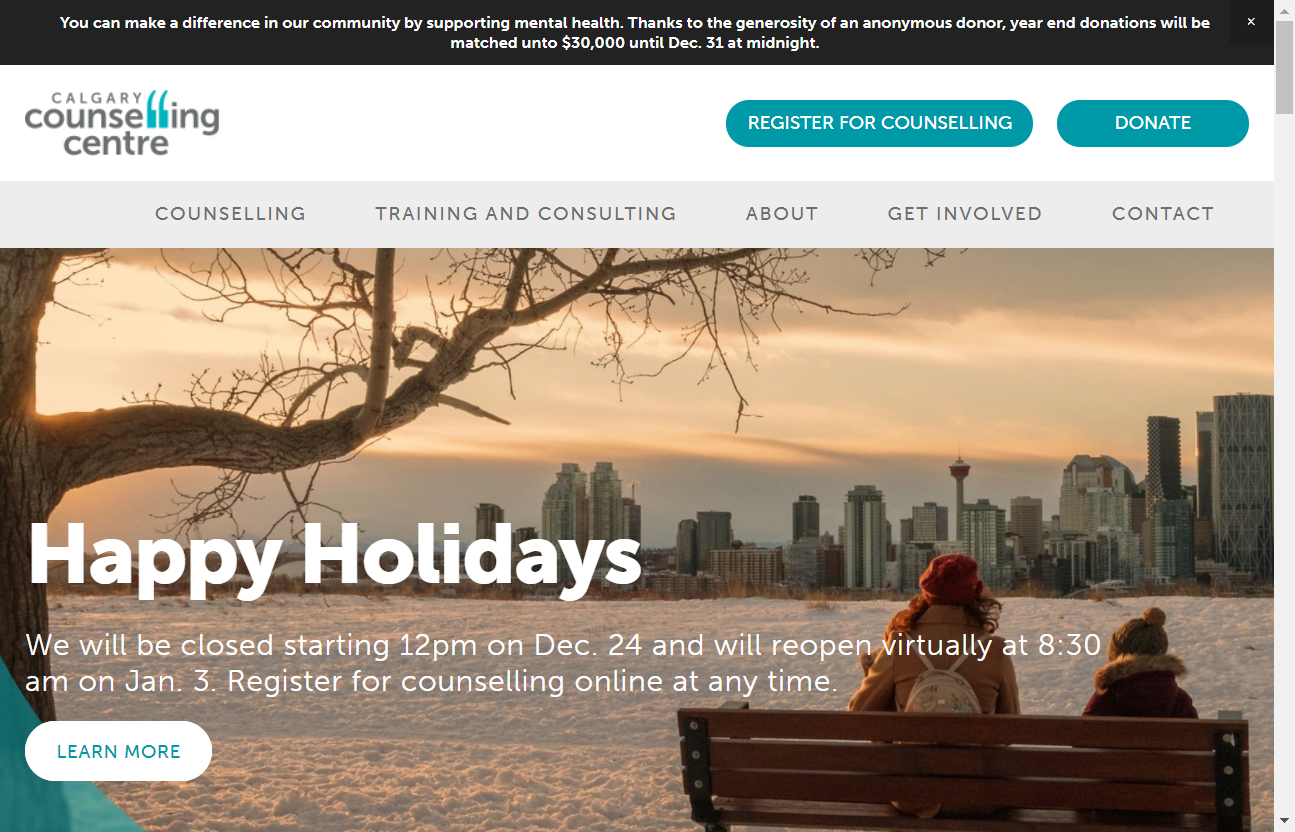 You can make a difference in our community by supporting mental health. Thanks to the generosity of an anonymous donor, year end donations will be
matched unto $30,000 until Dec. 31 at midnight.
×
CALGARY
counselling
centre
REGISTER FOR COUNSELLING
DONATE
COUNSELLING
TRAINING AND CONSULTING
ABOUT
GET INVOLVED
CONTACT
Happy Holidays
We will be closed starting 12pm on Dec. 24 and will reopen virtually at 8:30
am on Jan. 3. Register for counselling online at any time.
LEARN MORE